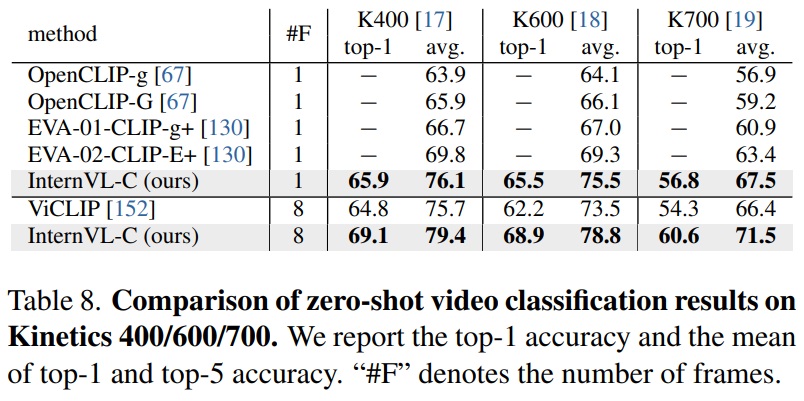 method #F K400 [17] K600 [18] K700 [19]
top-1 avg. top-1 avg. top-1 avg.
OpenCLIP-g [67] 1 – 63.9 – 64.1 – 56.9
OpenCLIP-G [67] 1 – 65.9 – 66.1 – 59.2
EVA-01-CLIP-g+ [130] 1 – 66.7 – 67.0 – 60.9
EVA-02-CLIP-E+ [130] 1 – 69.8 – 69.3 – 63.4
InternVL-C (ours) 1 65.9 76.1 65.5 75.5 56.8 67.5
ViCLIP [152] 8 64.8 75.7 62.2 73.5 54.3 66.4
InternVL-C (ours) 8 69.1 79.4 68.9 78.8 60.6 71.5
Table 8. Comparison of zero-shot video classification results on
Kinetics 400/600/700. We report the top-1 accuracy and the mean
of top-1 and top-5 accuracy. “#F” denotes the number of frames.